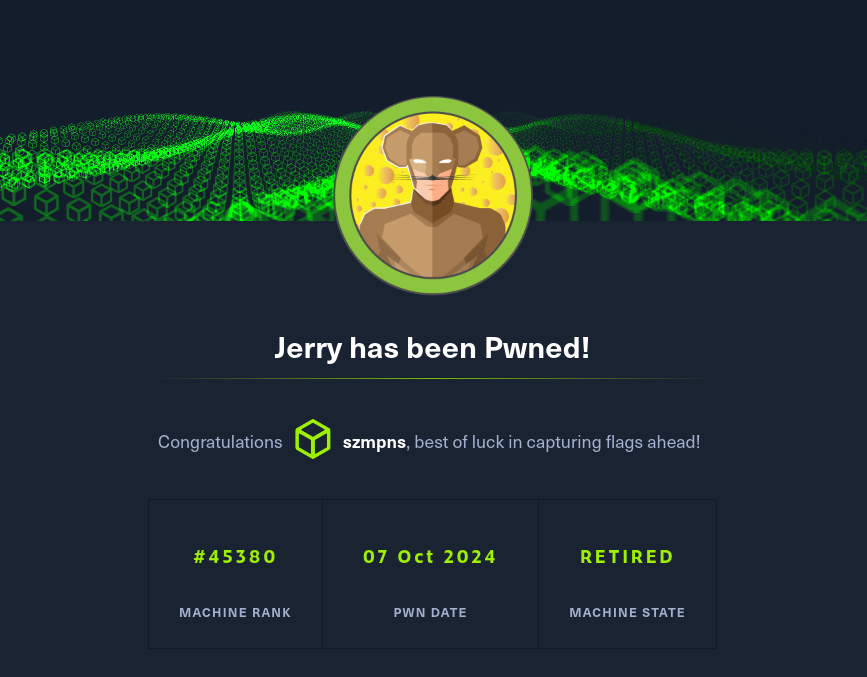 Jerry has been Pwned!
Congratulations szmpns, best of luck in capturing flags ahead!
#45380 07 Oct 2024 RETIRED
MACHINE RANK PWN DATE MACHINE STATE